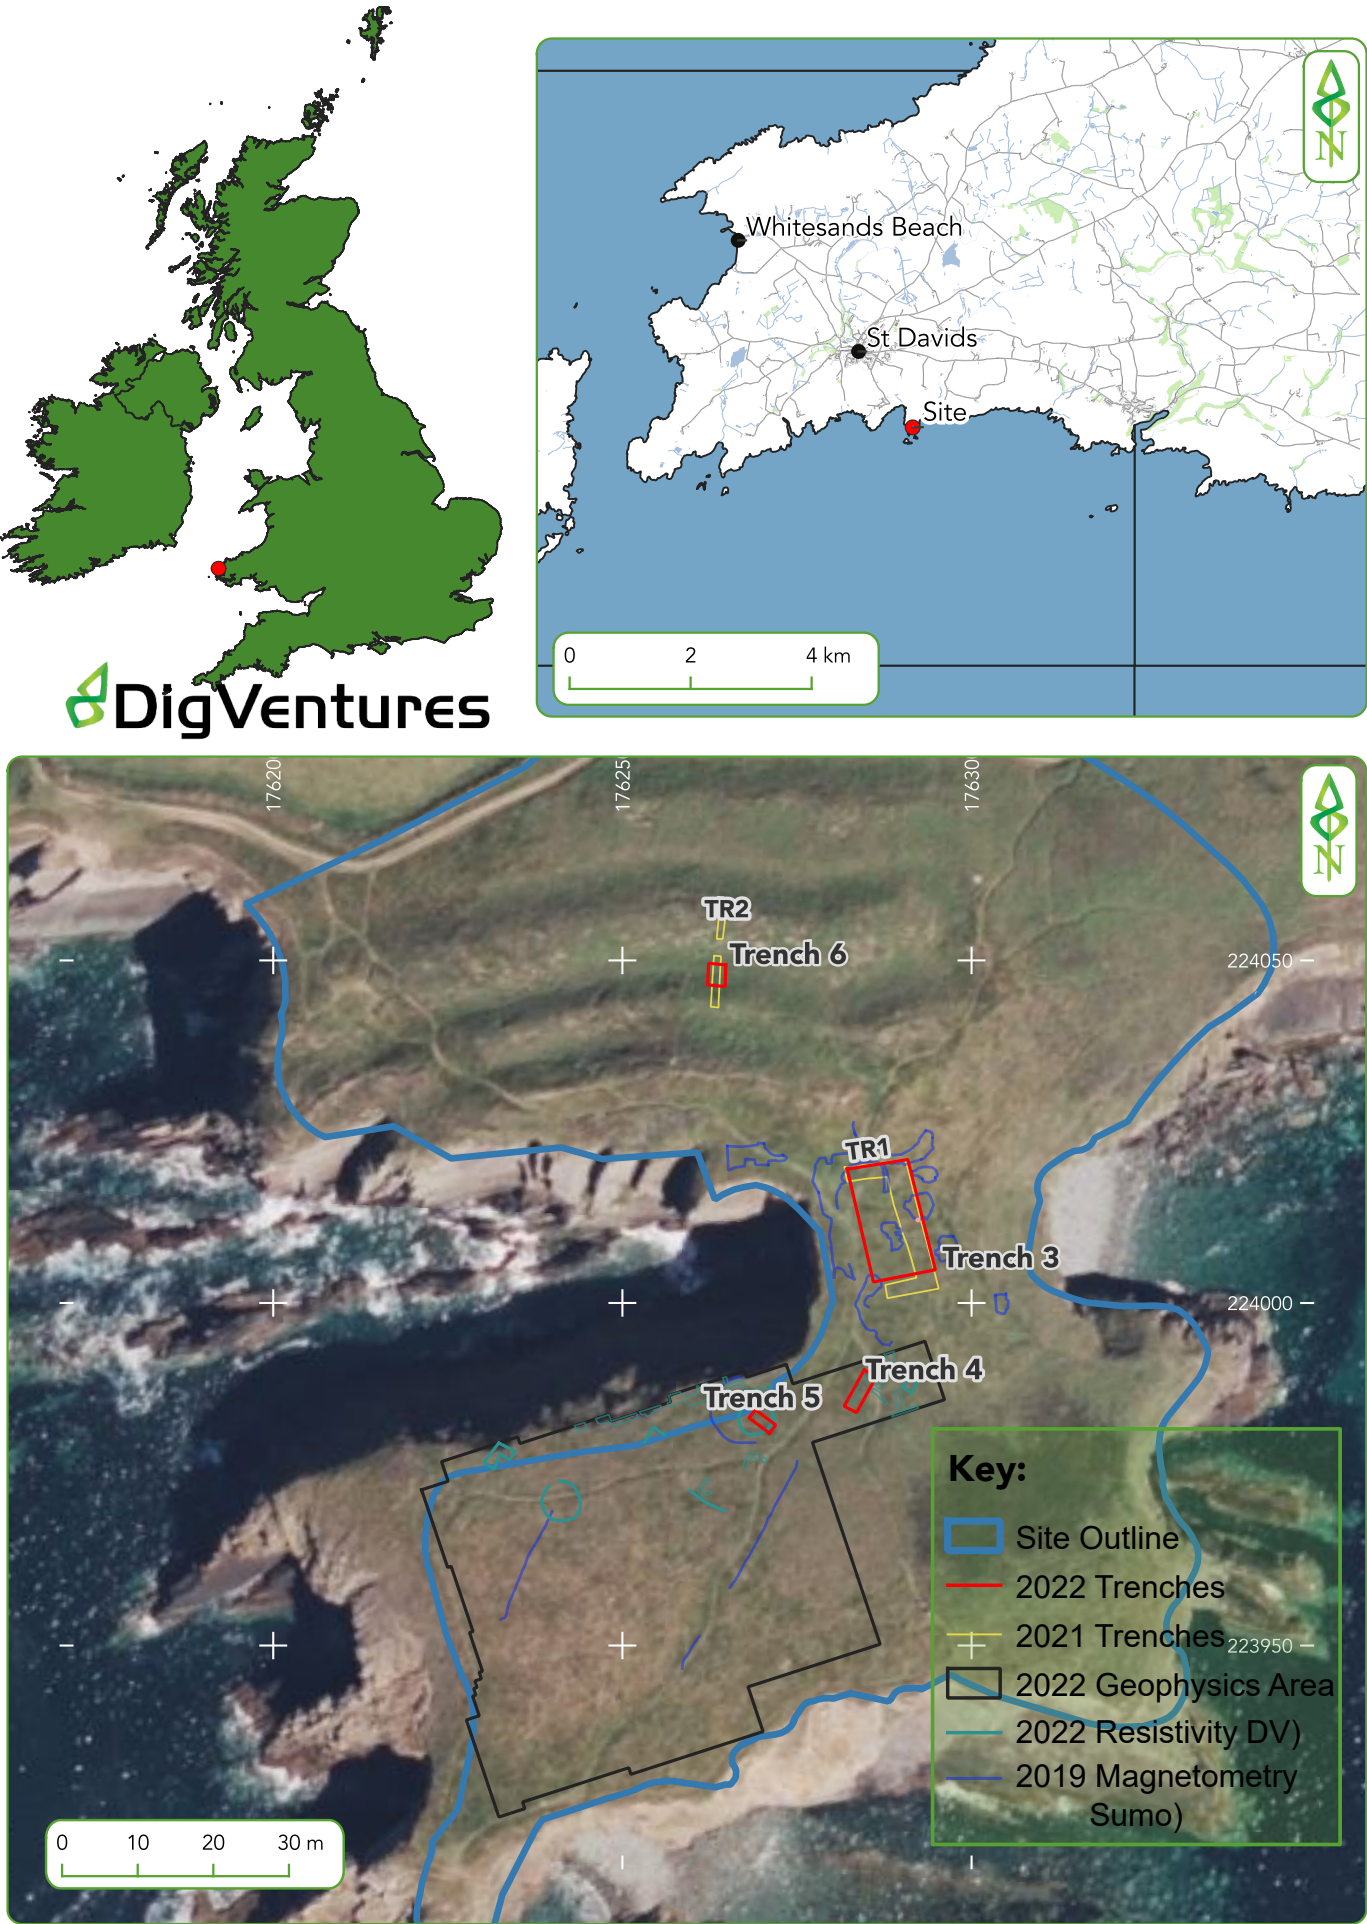 N
Whitesands Beach
St Davids
Site
0 2 4 km
DigVentures
17620
17625
17630
N
TR2
Trench 6
224050
TR1
Trench 3
224000
Trench 4
Trench 5
Key:
Site Outline
2022 Trenches
2021 Trenches
223950
2022 Geophysics Area
2022 Resistivity DV)
2019 Magnetometry
Sumo)
0 10 20 30 m